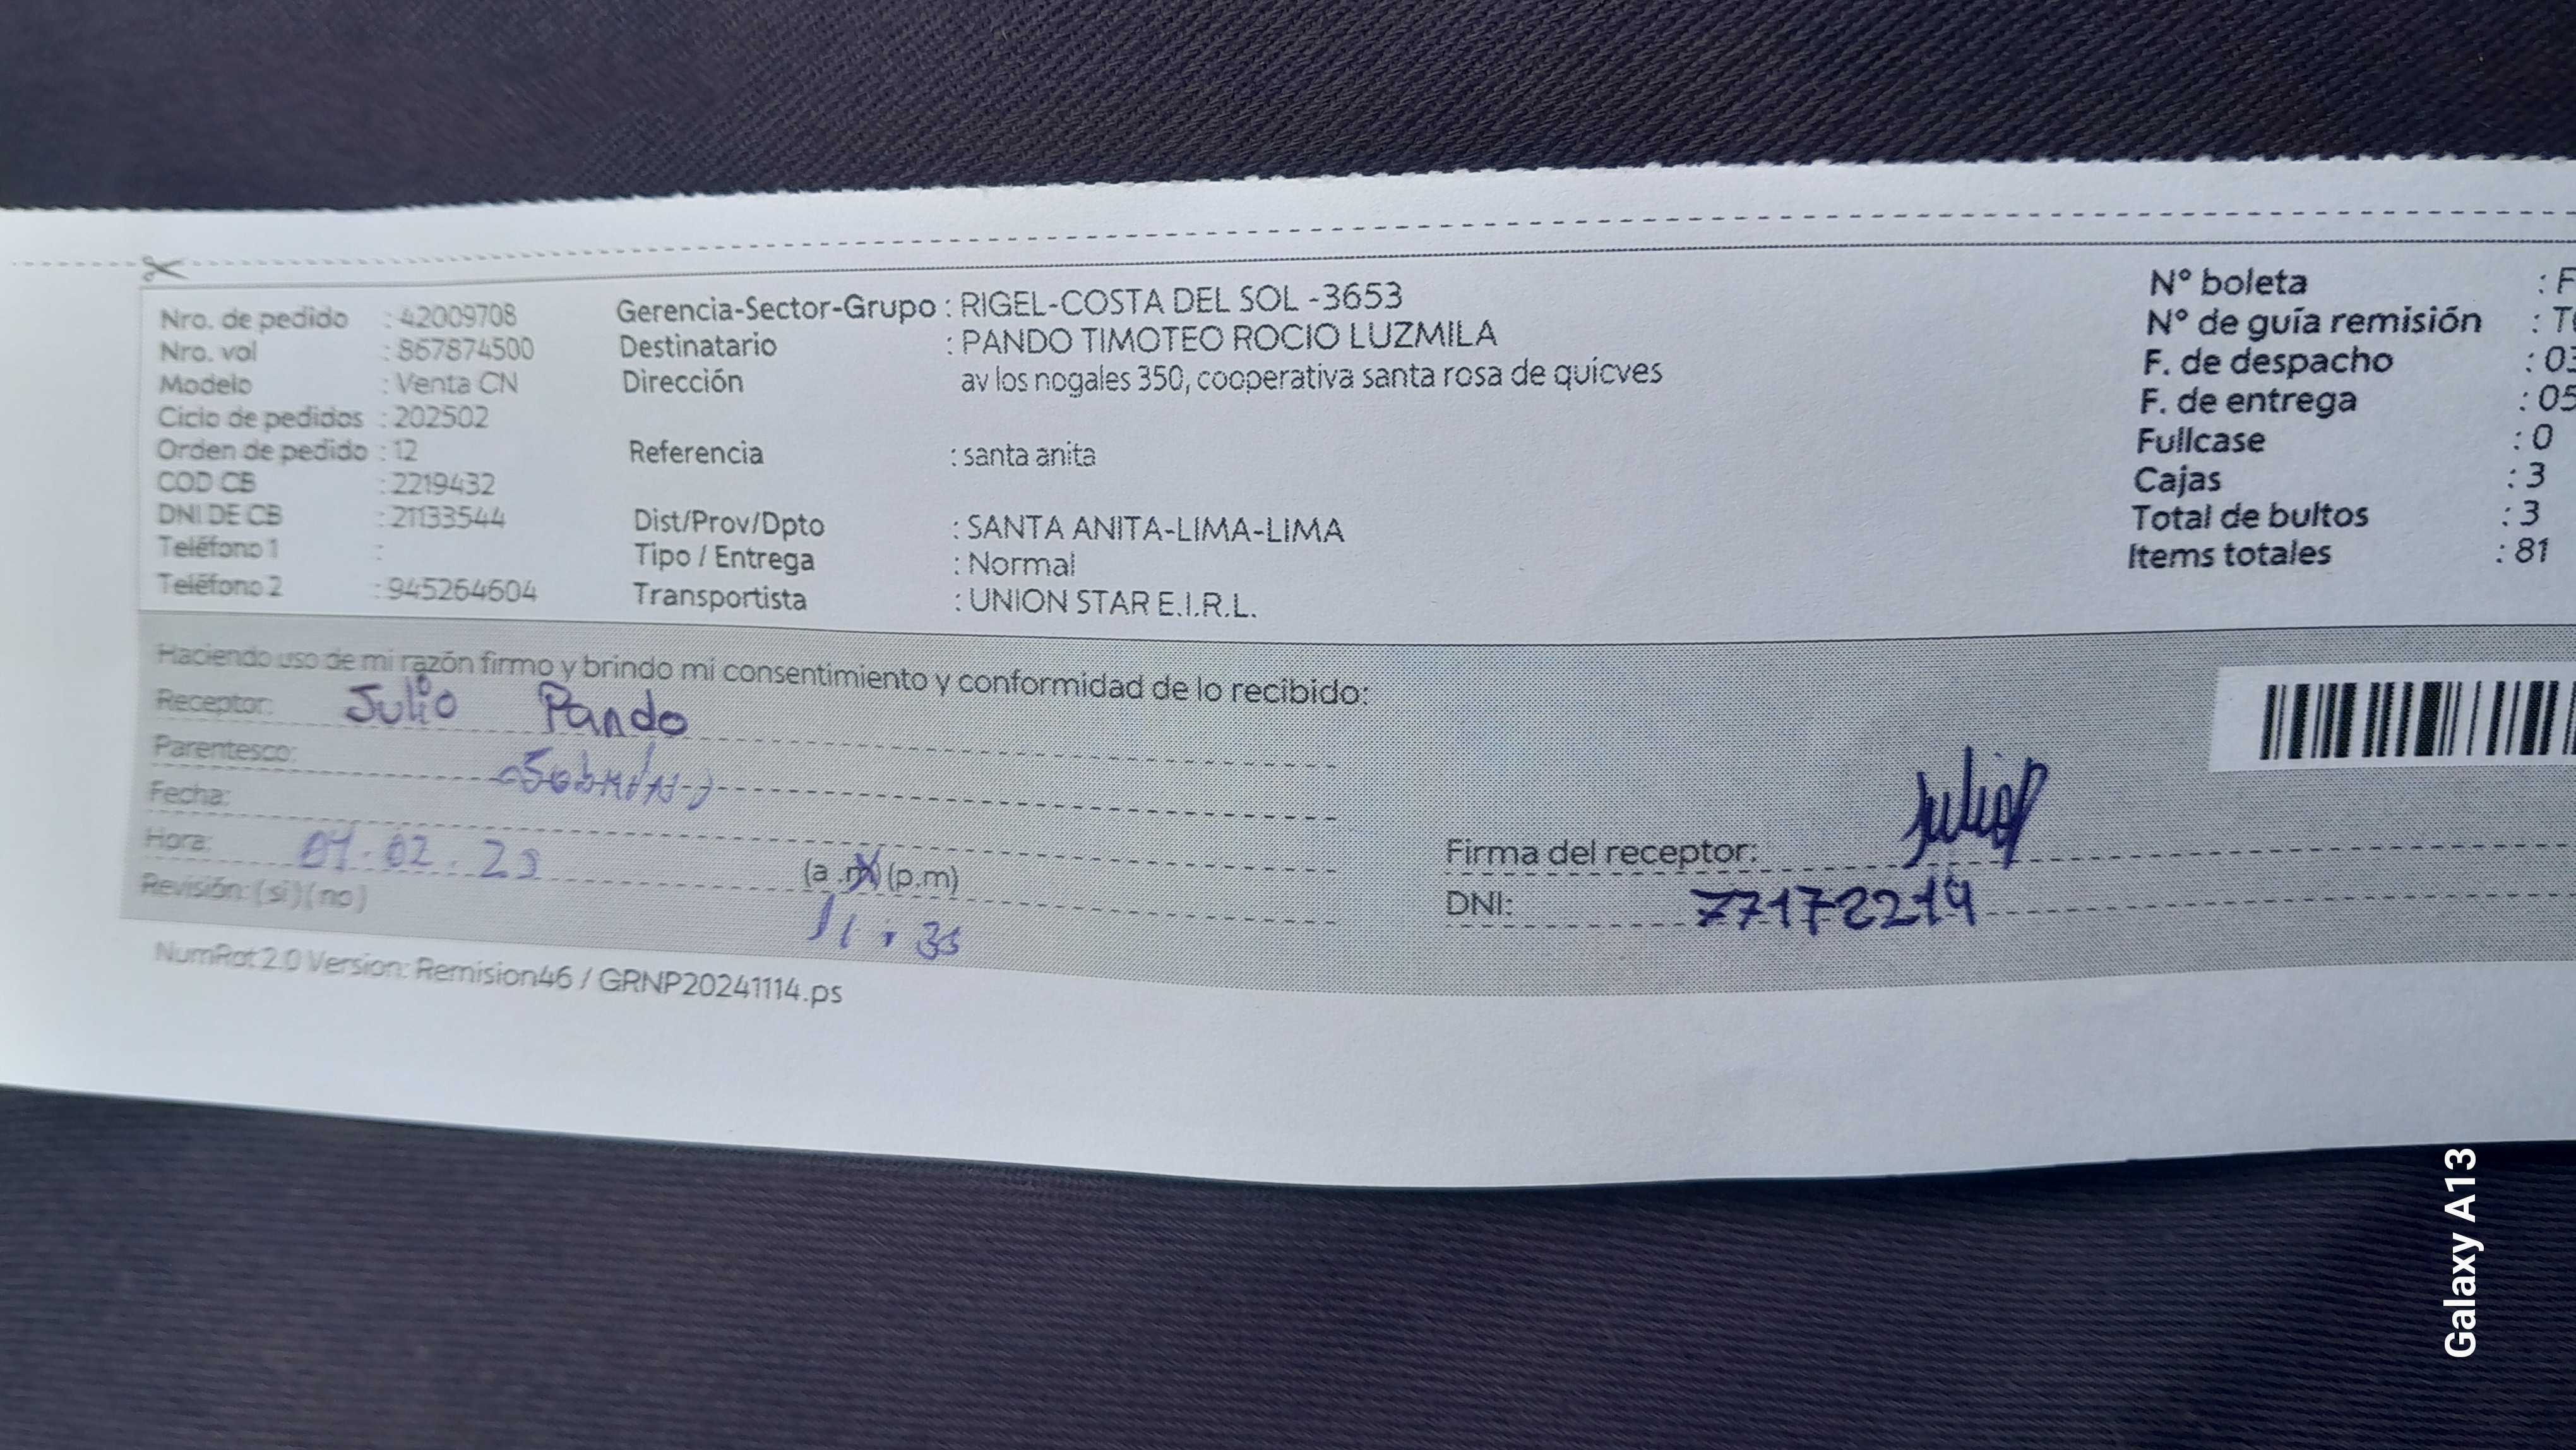 Nro. de pedido : 42009708
Nro. val : 867874500
Modelo : Venta CN
Ciclo de pedidos : 202502
Orden de pedido : 12
COD CB : 2219432
DNI DE CB : 21133544
Teléfono 1 :
Teléfono 2 : 945264604
Gerencia-Sector-Grupo : RIGEL-COSTA DEL SOL -3653
Destinatario : PANDO TIMOTEO ROCIO LUZMILA
Dirección av los nogales 350, cooperativa santa rosa de quicves
Referencia : santa anita
Dist/Prov/Dpto : SANTA ANITA-LIMA-LIMA
Tipo / Entrega : Normal
Transportista : UNION STAR E.I.R.L.
Nº boleta : F
Nº de guía remisión : T
F. de despacho : 03
F. de entrega : 05
Fullcase : 0
Cajas : 3
Total de bultos : 3
Items totales : 81
Haciendo uso de mi razón firmo y brindo mi consentimiento y conformidad de lo recibido:
Receptor: Julio Pando
Parentesco:
Fecha:
Hora: (a .m) (p.m)
Revisión: (si) (no)
Firma del receptor: JulioP
DNI: 77172214
NumRot 2.0 Version: Remision46 / GRNP20241114.ps
Galaxy A13